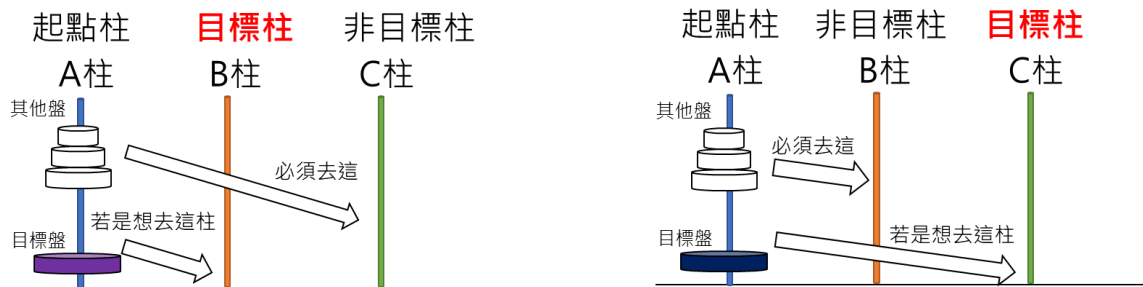 起點柱 目標柱 非目標柱
A柱 B柱 C柱
其他盤
必須去這
若是想去這柱
目標盤
起點柱 非目標柱 目標柱
A柱 B柱 C柱
其他盤
必須去這
若是想去這柱
目標盤